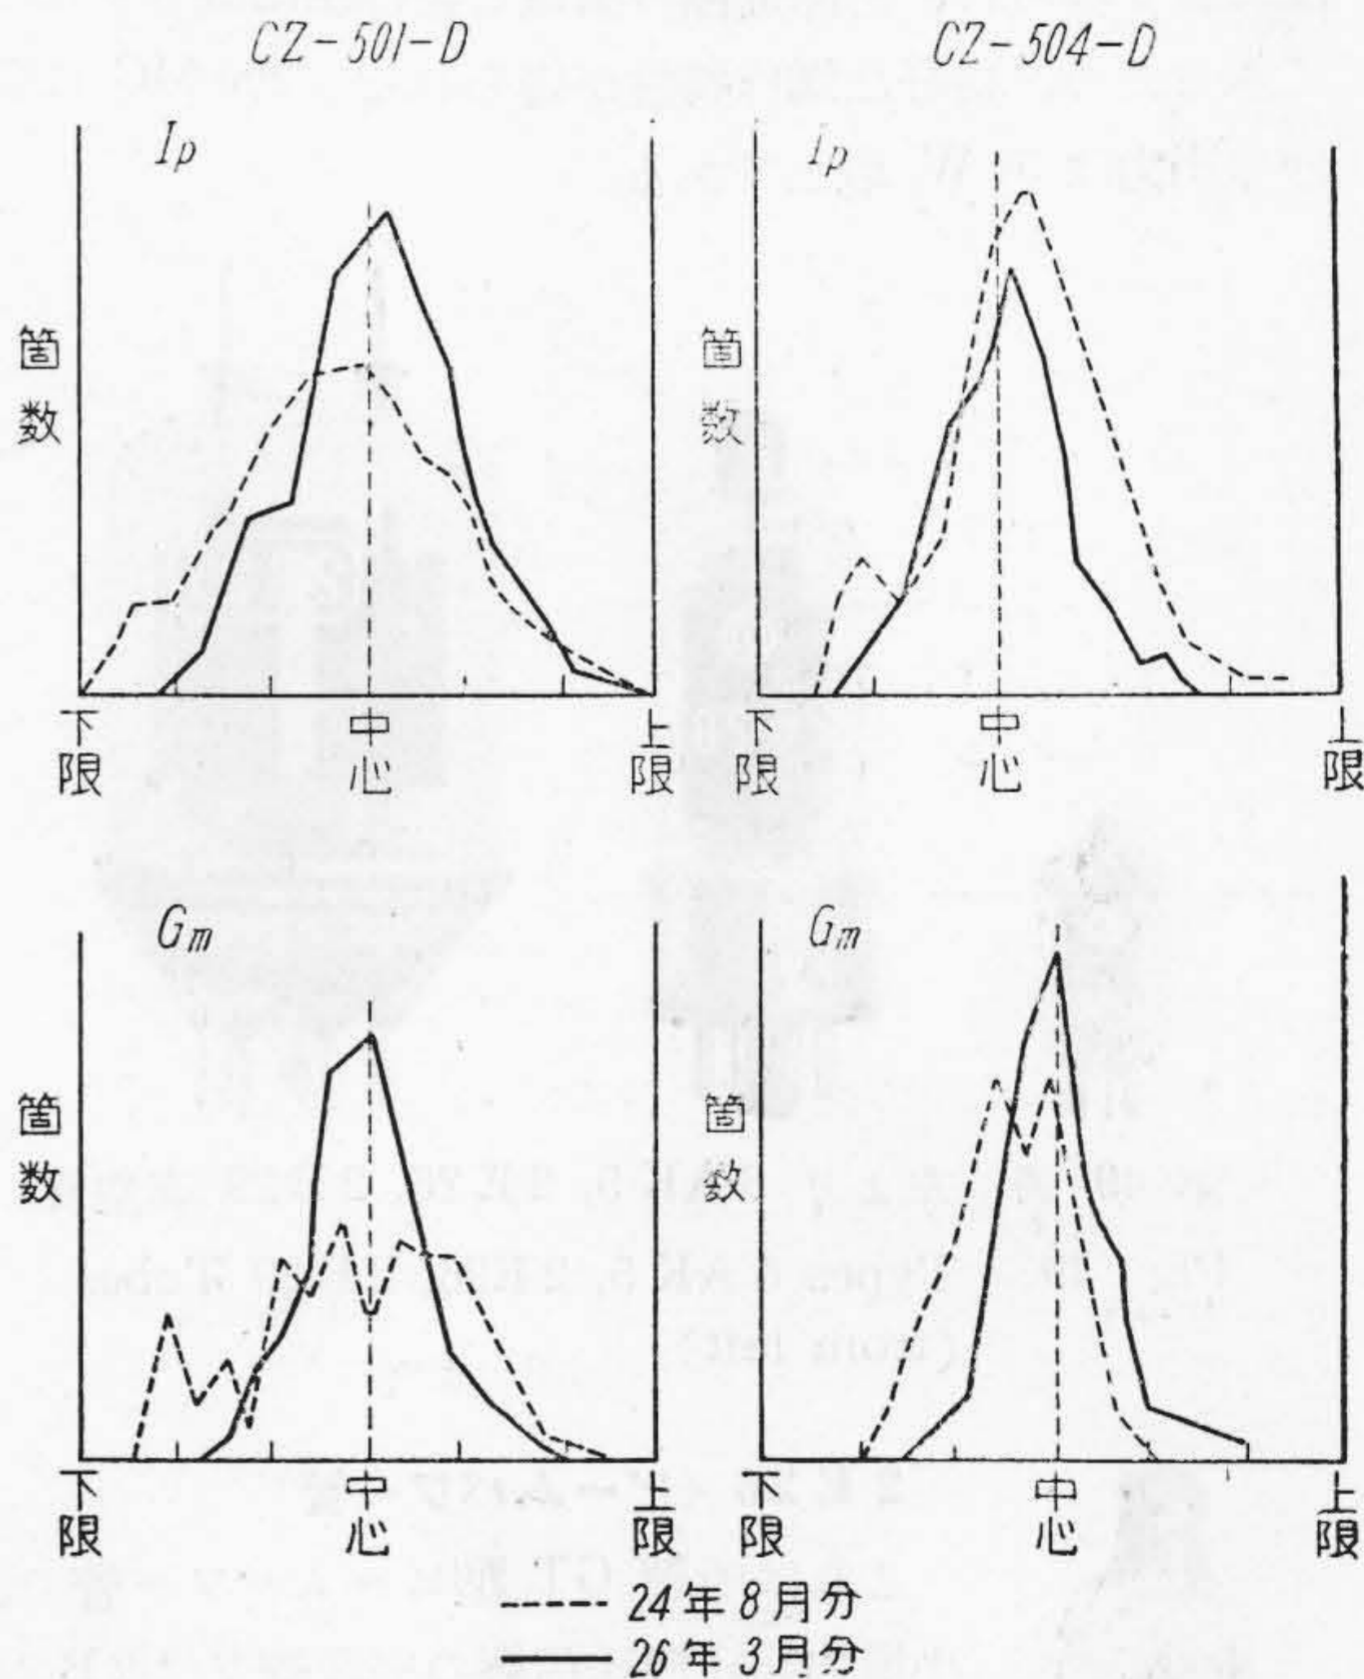 CZ-501-D
CZ-504-D
Ip
ip
箇数
箇数
下限
中心
上限
下限
中心
上限
Gm
Gm
箇数
箇数
下限
中心
上限
下限
中心
上限
24年8月分
26年3月分